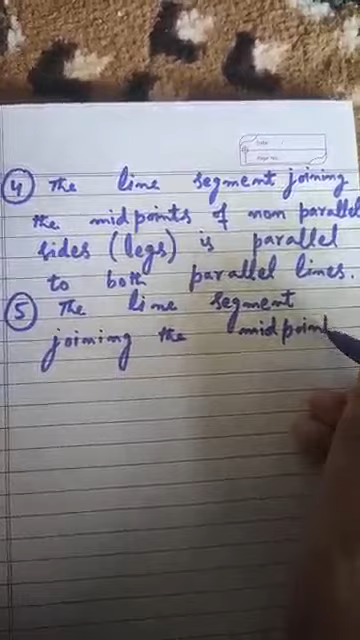 ④ The line segment joining
the midpoints of non parallel
sides (legs) is parallel
to both parallel lines.
⑤ The line segment
joining the midpoint